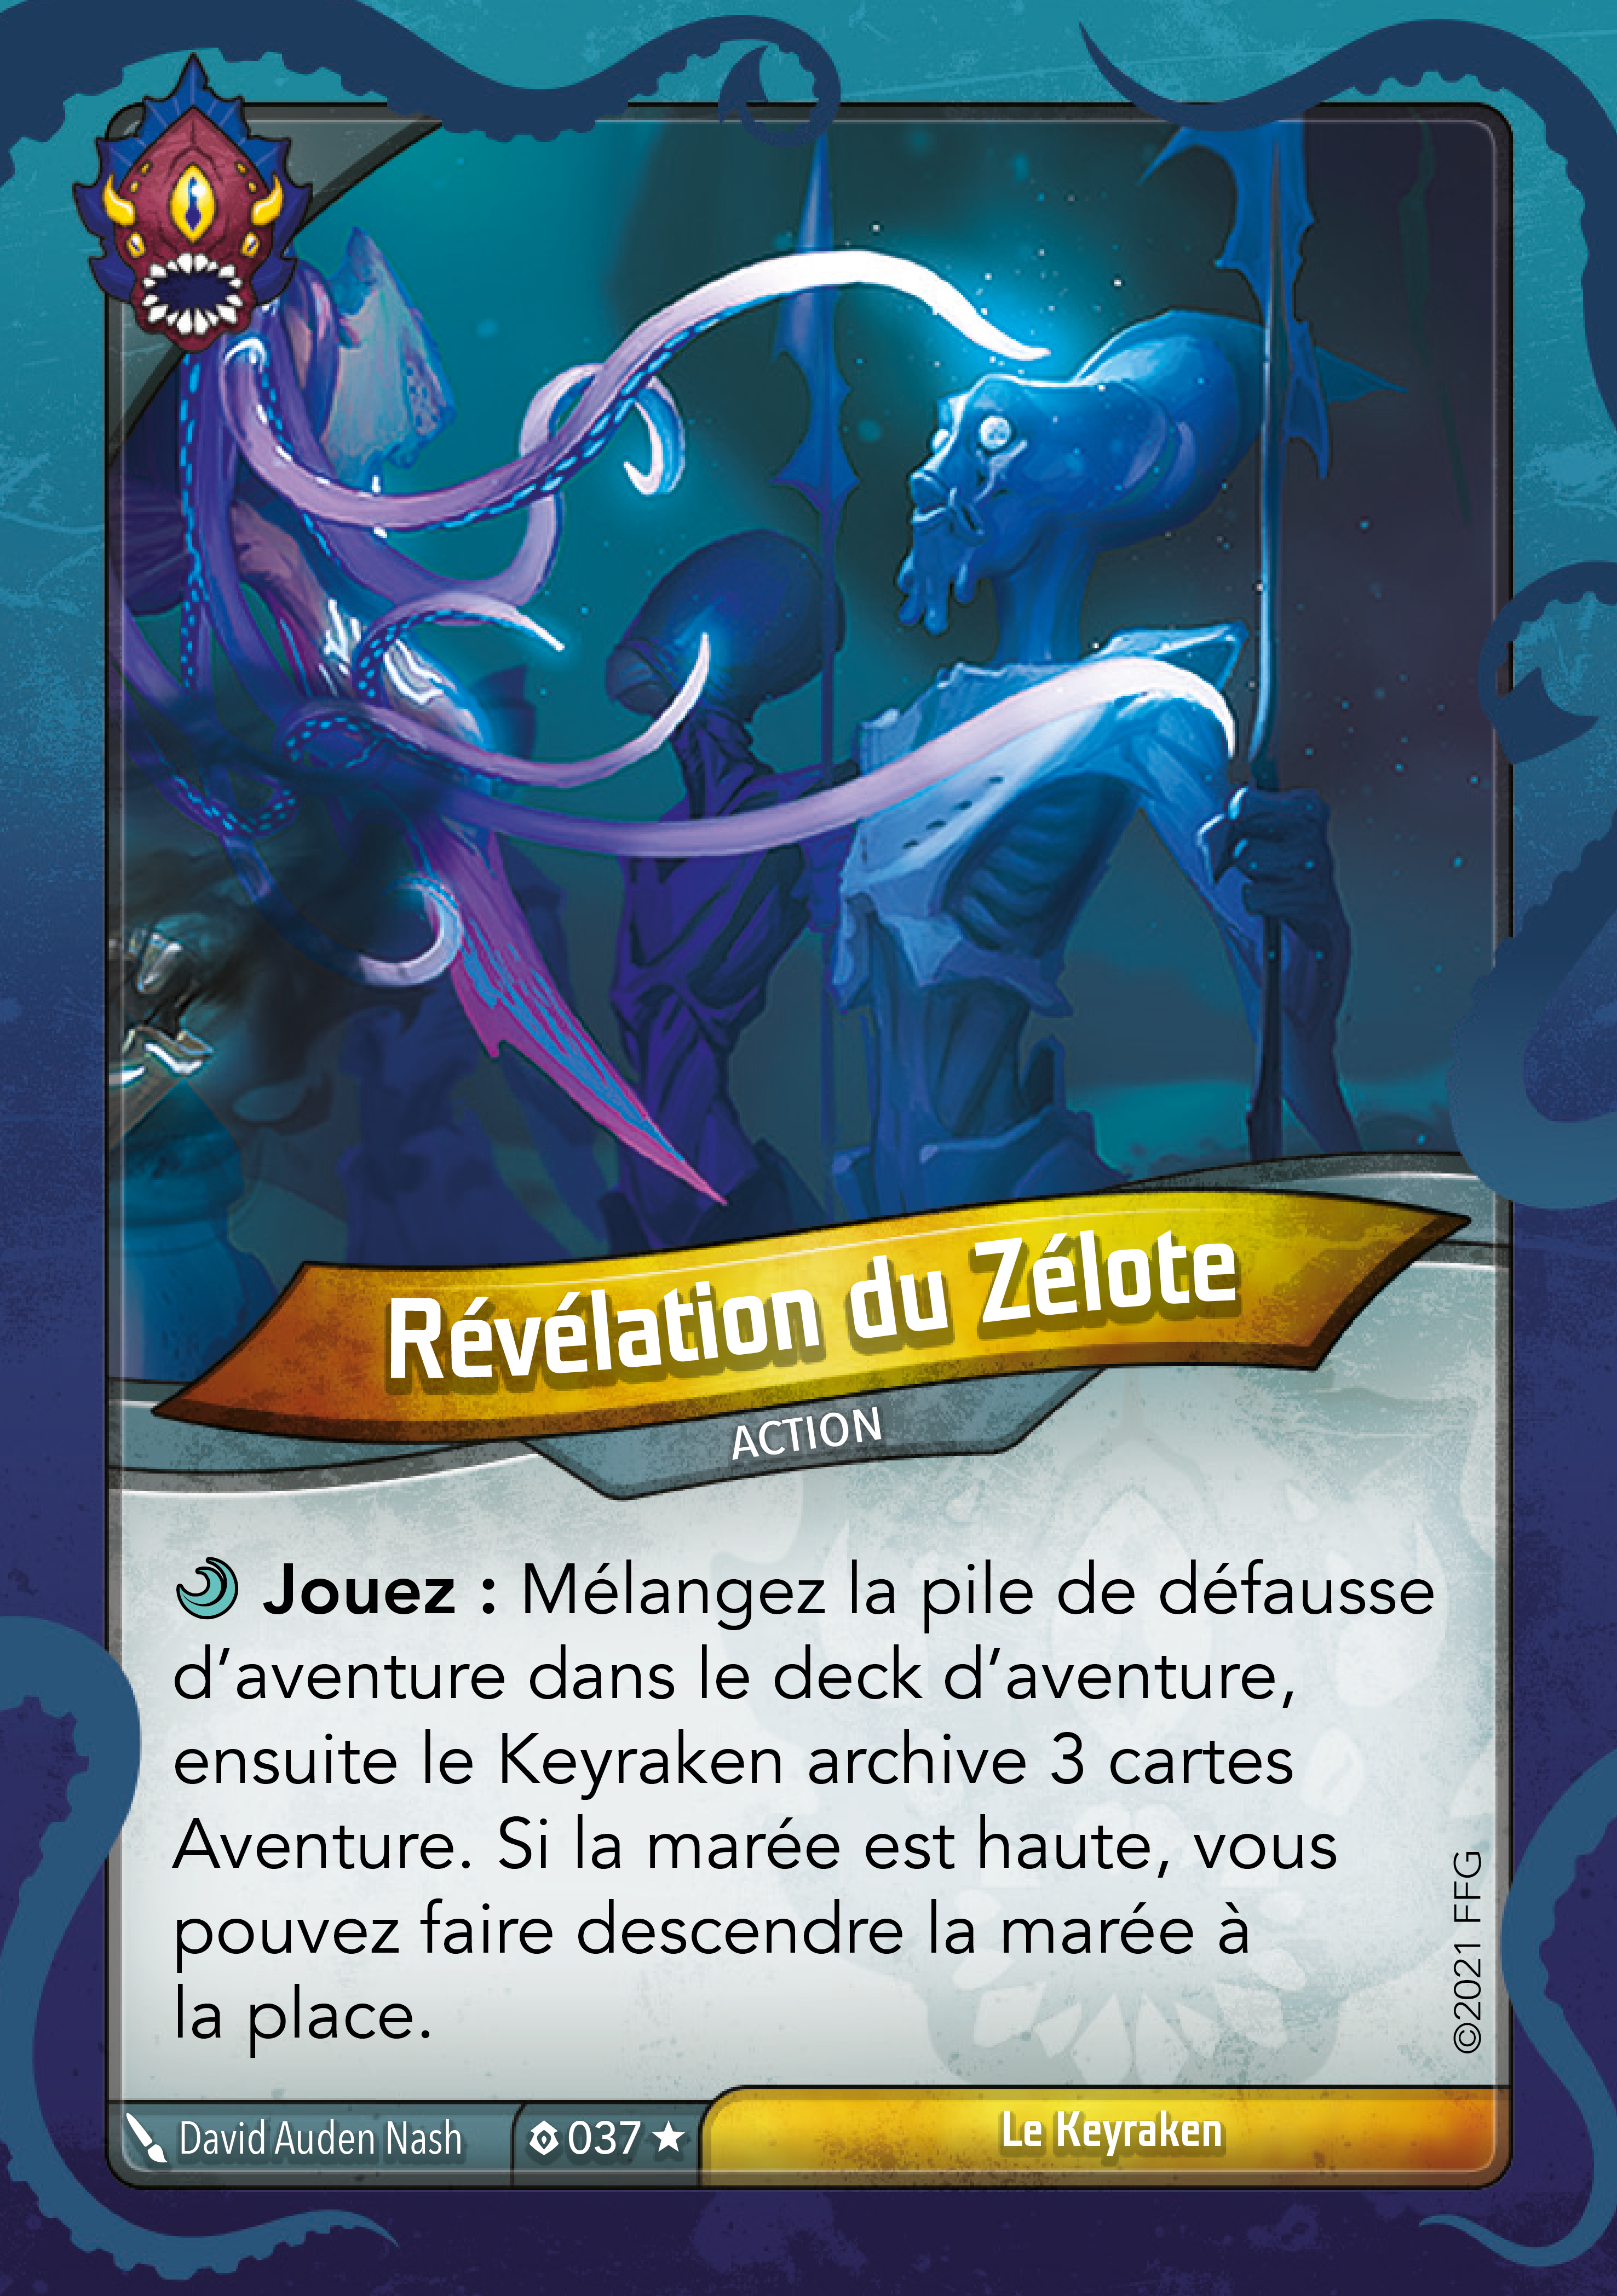 Révélation du Zélote
ACTION
Jouez : Mélangez la pile de défausse
d’aventure dans le deck d’aventure,
ensuite le Keyraken archive 3 cartes
Aventure. Si la marée est haute, vous
pouvez faire descendre la marée à
la place.
©2021 FFG
David Auden Nash
037
Le Keyraken